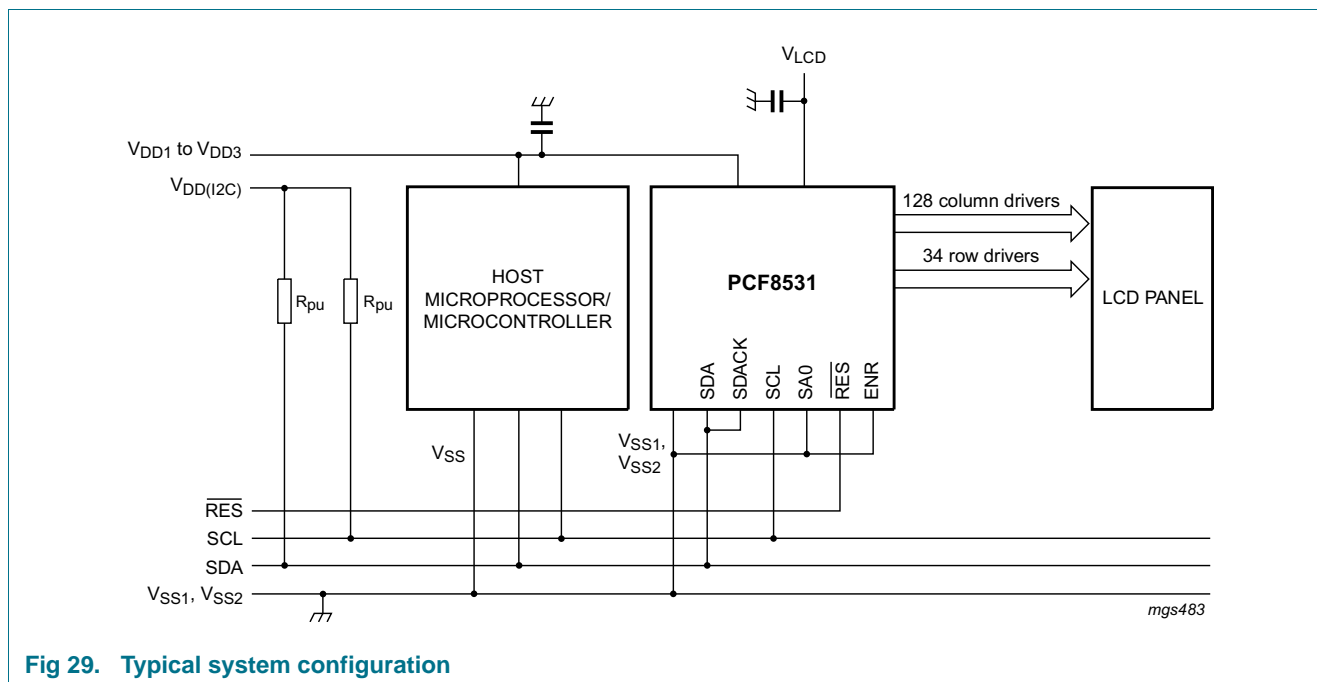 VLCD
VDD1 to VDD3
VDD(I2C)
128 column drivers
34 row drivers
HOST
MICROPROCESSOR/
MICROCONTROLLER
PCF8531
LCD PANEL
Rpu
Rpu
SDA
SDACK
SCL
SA0
RES
ENR
VSS
VSS1,
VSS2
RES
SCL
SDA
VSS1, VSS2
mgs483
Fig 29. Typical system configuration